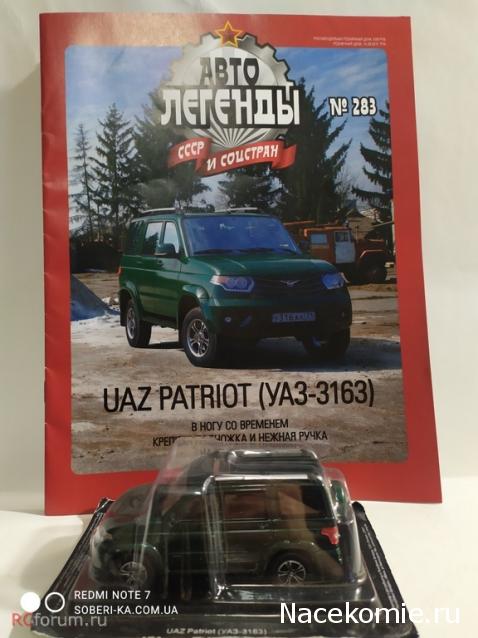 АВТО
ЛЕГЕНДЫ
СССР И СОЦСТРАН
№ 283
UAZ PATRIOT (УАЗ-3163)
В НОГУ СО ВРЕМЕНЕМ
И НЕЖНАЯ РУЧКА
UAZ Patriot (УАЗ-3163)
REDMI NOTE 7
SOBERI-KA.COM.UA
RCforum.ru
Nacekomie.ru